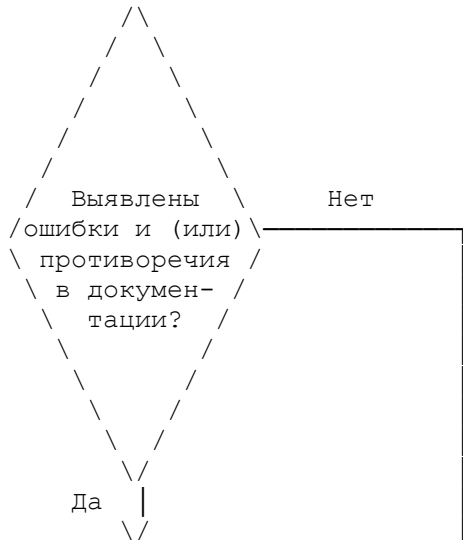 Выявлены Нет
ошибки и (или)
противоречия
в докумен-
тации?
Да